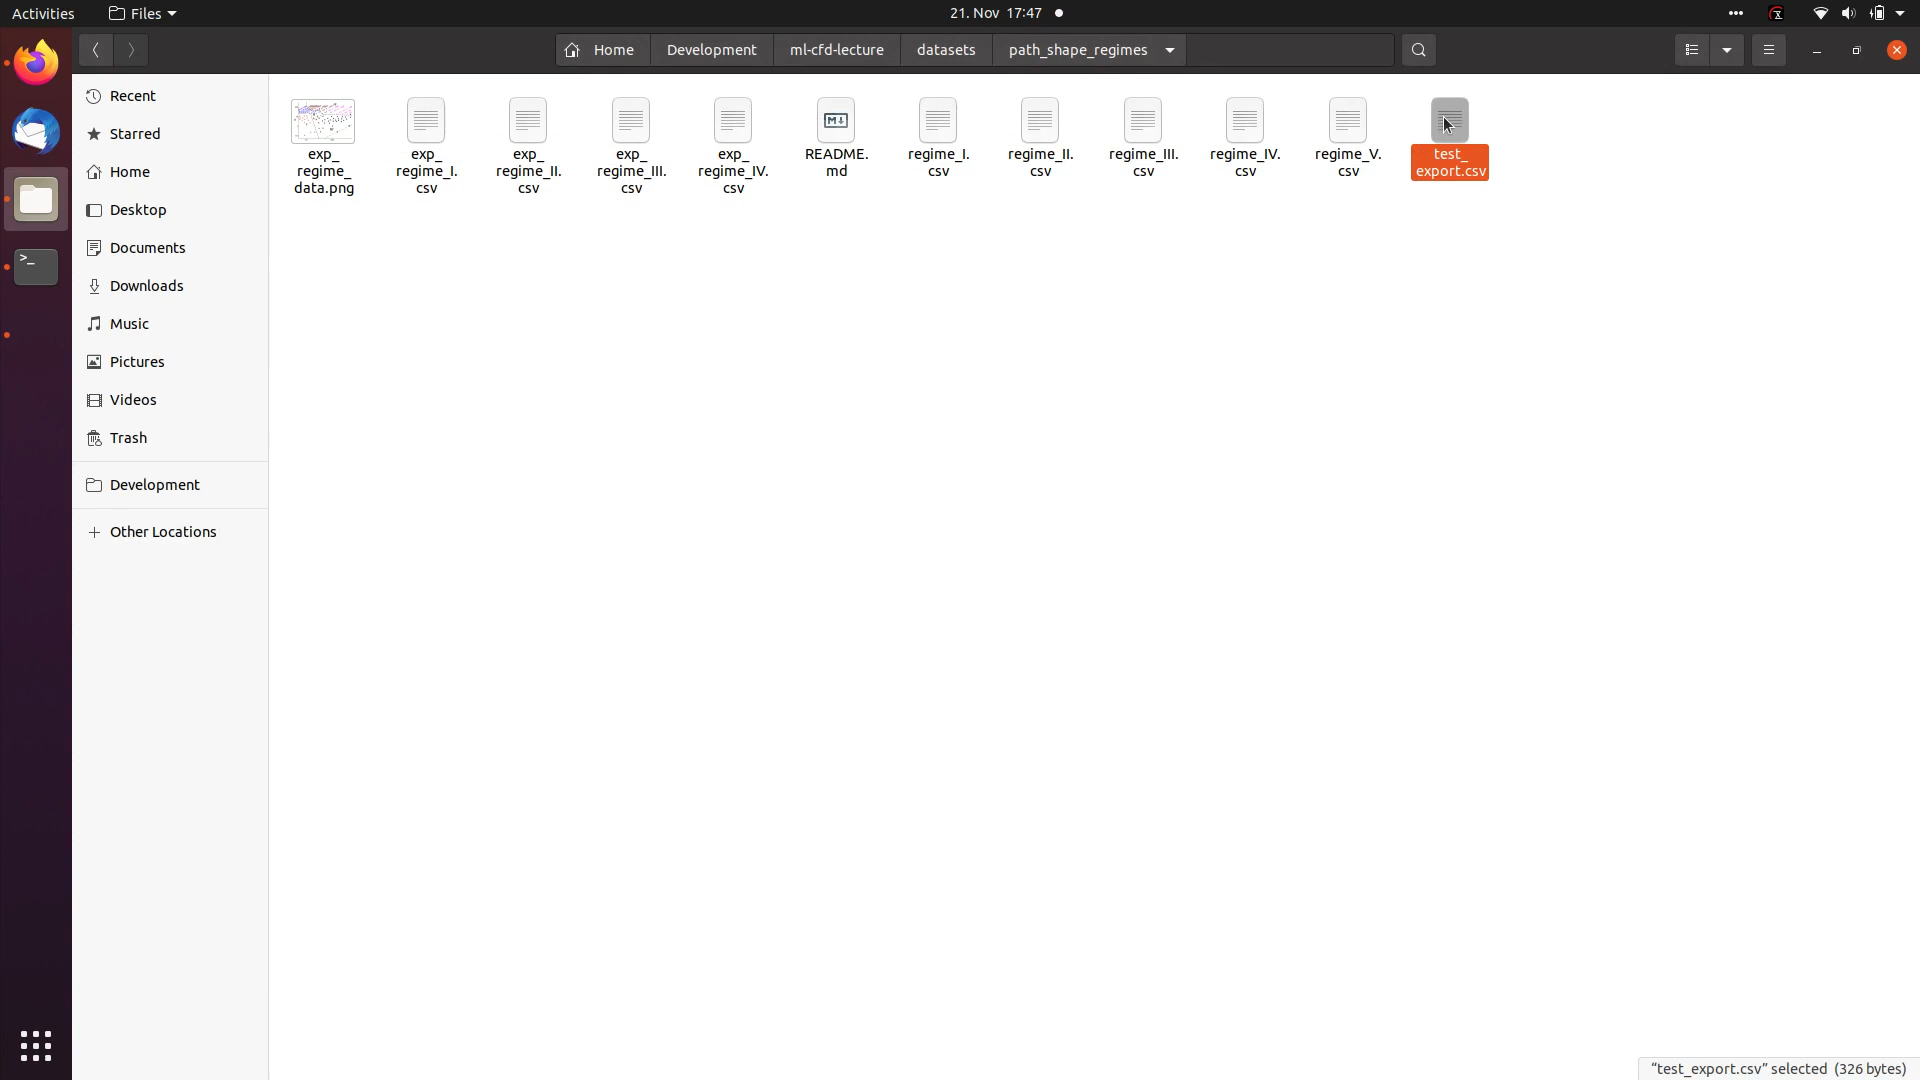 Activities Files 21. Nov 17:47
Home Development ml-cfd-lecture datasets path_shape_regimes
Recent
Starred
Home
Desktop
Documents
Downloads
Music
Pictures
Videos
Trash
Development
Other Locations
exp_
regime_
data.png
exp_
regime_I.
csv
exp_
regime_II.
csv
exp_
regime_III.
csv
exp_
regime_IV.
csv
README.
md
regime_I.
csv
regime_II.
csv
regime_III.
csv
regime_IV.
csv
regime_V.
csv
test_
export.csv
“test_export.csv” selected (326 bytes)